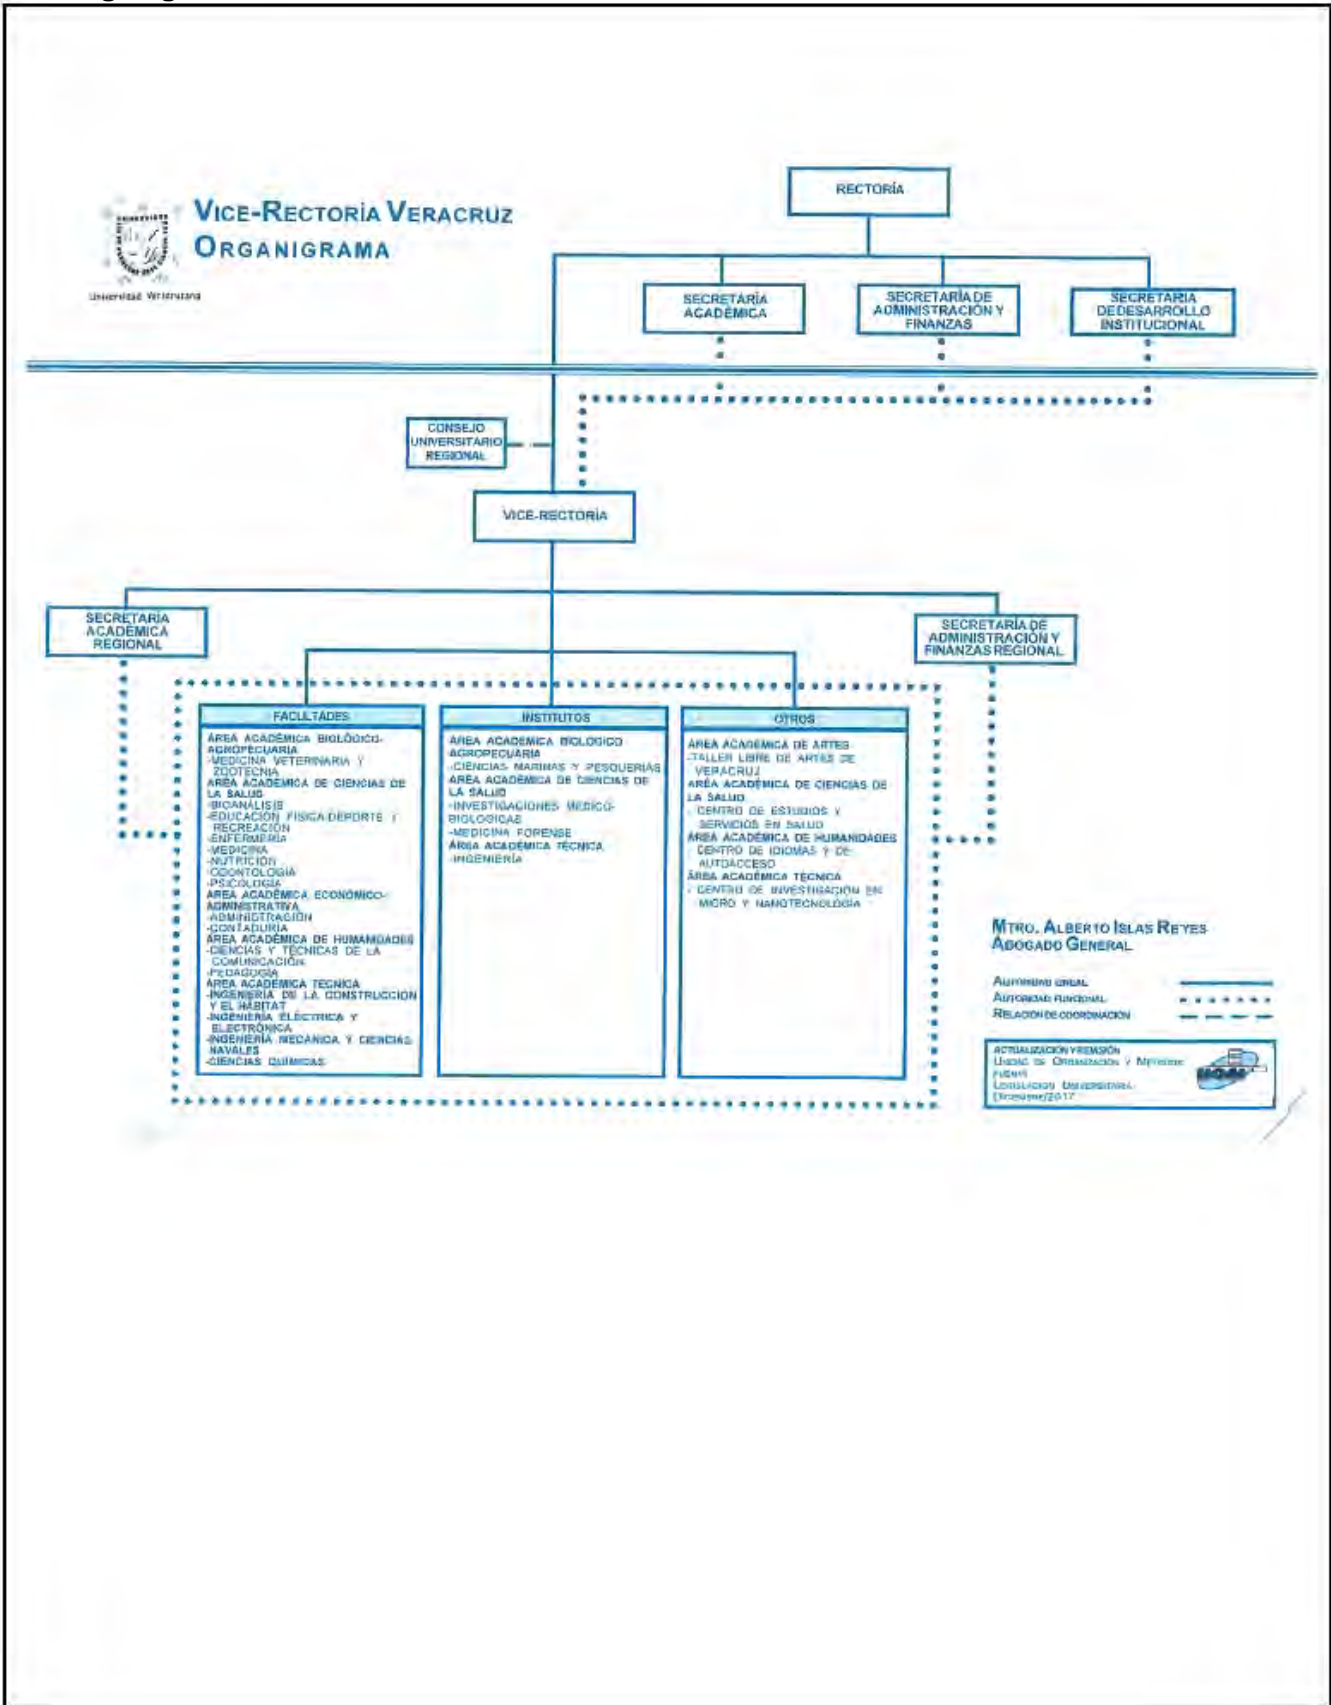 VICE-RECTORÍA VERACRUZ
ORGANIGRAMA
Universidad Veracruzana
RECTORÍA
SECRETARÍA
ACADÉMICA
SECRETARÍA DE
ADMINISTRACIÓN Y
FINANZAS
SECRETARIA
DE DESARROLLO
INSTITUCIONAL
CONSEJO
UNIVERSITARIO
REGIONAL
VICE-RECTORÍA
SECRETARÍA
ACADÉMICA
REGIONAL
SECRETARÍA DE
ADMINISTRACIÓN Y
FINANZAS REGIONAL
FACULTADES
ÁREA ACADÉMICA BIOLÓGICO-
AGROPECUARIA
-MEDICINA VETERINARIA Y
ZOOTECNIA
ÁREA ACADÉMICA DE CIENCIAS DE
LA SALUD
-BIOANÁLISIS
-EDUCACIÓN FÍSICA DEPORTE Y
RECREACIÓN
-ENFERMERÍA
-MEDICINA
-NUTRICIÓN
-ODONTOLOGÍA
-PSICOLOGÍA
ÁREA ACADÉMICA ECONÓMICO-
ADMINISTRATIVA
-ADMINISTRACIÓN
-CONTADURÍA
ÁREA ACADÉMICA DE HUMANIDADES
-CIENCIAS Y TÉCNICAS DE LA
COMUNICACIÓN
-PEDAGOGÍA
ÁREA ACADÉMICA TÉCNICA
-INGENIERÍA DE LA CONSTRUCCIÓN
Y EL HÁBITAT
-INGENIERÍA ELÉCTRICA Y
ELECTRÓNICA
-INGENIERÍA MECÁNICA Y CIENCIAS
NAVALES
-CIENCIAS QUÍMICAS
INSTITUTOS
ÁREA ACADÉMICA BIOLÓGICO
AGROPECUARIA
-CIENCIAS MARINAS Y PESQUERÍAS
ÁREA ACADÉMICA DE CIENCIAS DE
LA SALUD
-INVESTIGACIONES MÉDICO-
BIOLÓGICAS
-MEDICINA FORENSE
ÁREA ACADÉMICA TÉCNICA
-INGENIERÍA
OTROS
ÁREA ACADÉMICA DE ARTES
-TALLER LIBRE DE ARTES DE
VERACRUZ
ÁREA ACADÉMICA DE CIENCIAS DE
LA SALUD
- CENTRO DE ESTUDIOS Y
SERVICIOS EN SALUD
ÁREA ACADÉMICA DE HUMANIDADES
CENTRO DE IDIOMAS Y DE
AUTOACCESO
ÁREA ACADÉMICA TÉCNICA
- CENTRO DE INVESTIGACIÓN EN
MICRO Y NANOTECNOLOGÍA
MTRO. ALBERTO ISLAS REYES
ABOGADO GENERAL
AUTORIDAD LINEAL
AUTORIDAD FUNCIONAL
RELACIÓN DE COORDINACIÓN
ACTUALIZACIÓN Y REVISIÓN
UNIDAD DE ORGANIZACIÓN Y MÉTODOS
FUENTE
LEGISLACIÓN UNIVERSITARIA